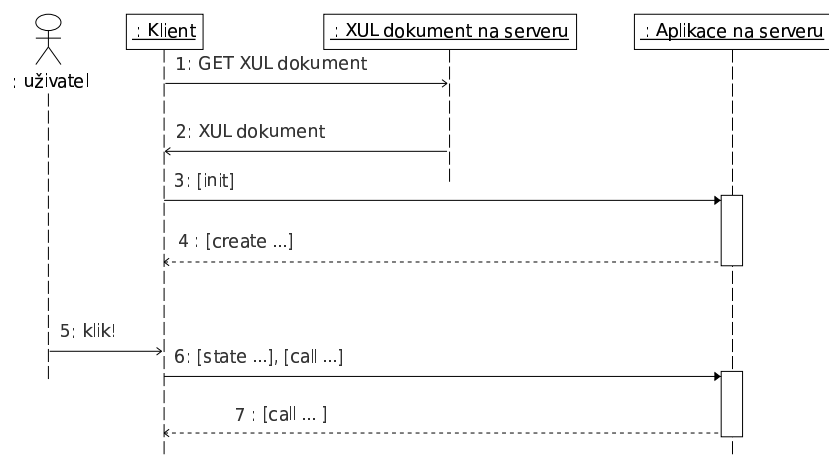 : Klient
: XUL dokument na serveru
: Aplikace na serveru
: uživatel
1: GET XUL dokument
2: XUL dokument
3: [init]
4 : [create ...]
5: klik!
6: [state ...], [call ...]
7 : [call ... ]